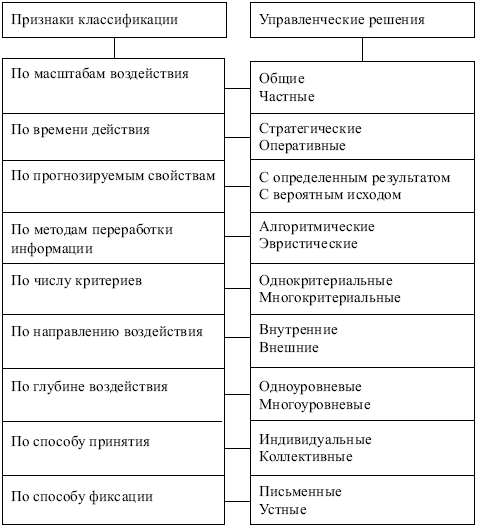 Признаки классификации
Управленческие решения
По масштабам воздействия
Общие
Частные
По времени действия
Стратегические
Оперативные
По прогнозируемым свойствам
С определенным результатом
С вероятным исходом
По методам переработки
информации
Алгоритмические
Эвристические
По числу критериев
Однокритериальные
Многокритериальные
По направлению воздействия
Внутренние
Внешние
По глубине воздействия
Одноуровневые
Многоуровневые
По способу принятия
Индивидуальные
Коллективные
По способу фиксации
Письменные
Устные